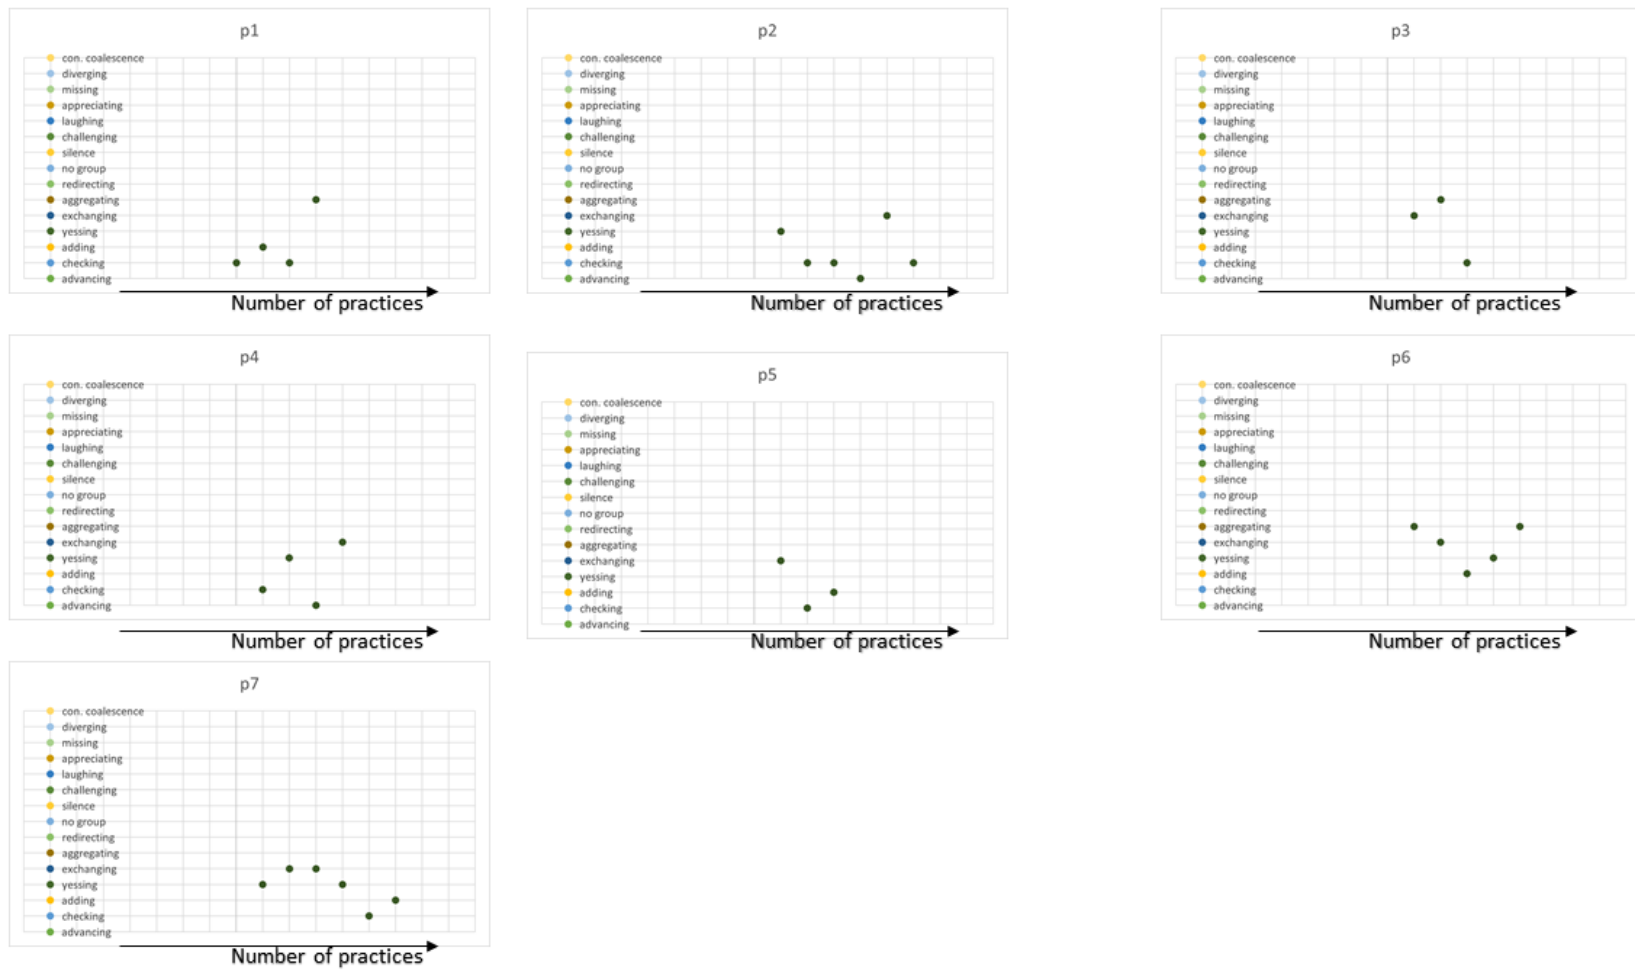 p1
con. coalescence
diverging
missing
appreciating
laughing
challenging
silence
no group
redirecting
aggregating
exchanging
yessing
adding
checking
advancing
Number of practices
p2
con. coalescence
diverging
missing
appreciating
laughing
challenging
silence
no group
redirecting
aggregating
exchanging
yessing
adding
checking
advancing
Number of practices
p3
con. coalescence
diverging
missing
appreciating
laughing
challenging
silence
no group
redirecting
aggregating
exchanging
yessing
adding
checking
advancing
Number of practices
p4
con. coalescence
diverging
missing
appreciating
laughing
challenging
silence
no group
redirecting
aggregating
exchanging
yessing
adding
checking
advancing
Number of practices
p5
con. coalescence
diverging
missing
appreciating
laughing
challenging
silence
no group
redirecting
aggregating
exchanging
yessing
adding
checking
advancing
Number of practices
p6
con. coalescence
diverging
missing
appreciating
laughing
challenging
silence
no group
redirecting
aggregating
exchanging
yessing
adding
checking
advancing
Number of practices
p7
con. coalescence
diverging
missing
appreciating
laughing
challenging
silence
no group
redirecting
aggregating
exchanging
yessing
adding
checking
advancing
Number of practices